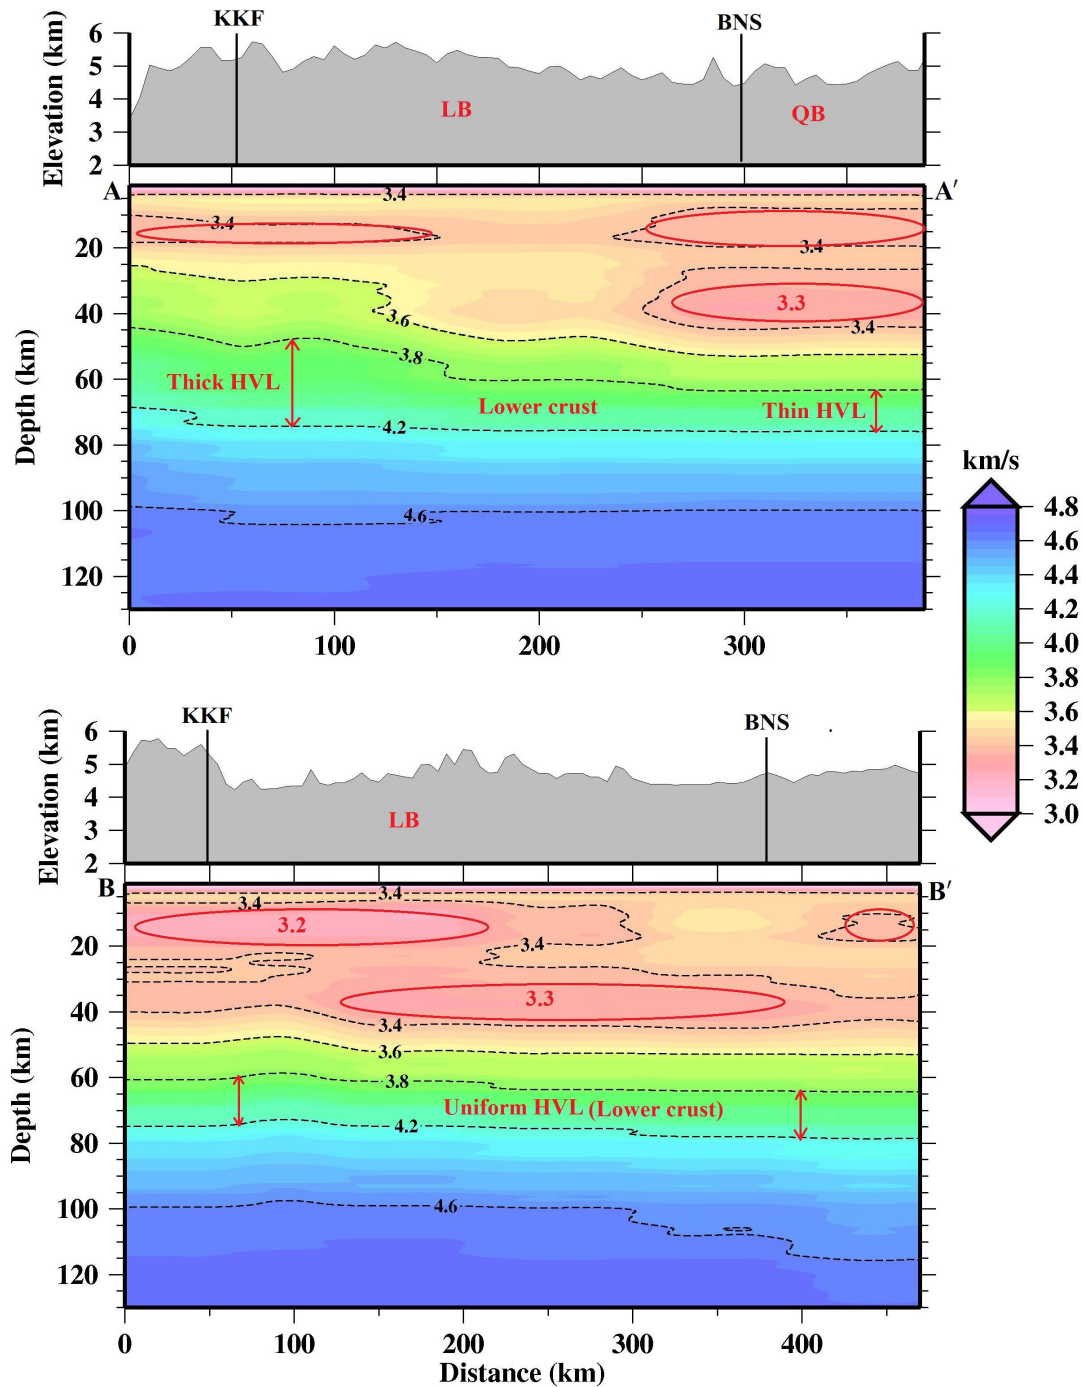 KKF
BNS
Elevation (km)
6
5
4
3
2
LB
QB
A
A′
3.4
3.4
3.4
3.3
3.4
3.6
3.8
Thick HVL
Lower crust
Thin HVL
4.2
4.6
Depth (km)
20
40
60
80
100
120
0
100
200
300
km/s
4.8
4.6
4.4
4.2
4.0
3.8
3.6
3.4
3.2
3.0
KKF
BNS
Elevation (km)
6
5
4
3
2
LB
B
B′
3.4
3.4
3.2
3.4
3.3
3.4
3.6
3.8
Uniform HVL (Lower crust)
4.2
4.6
Depth (km)
20
40
60
80
100
120
0
100
200
300
400
Distance (km)